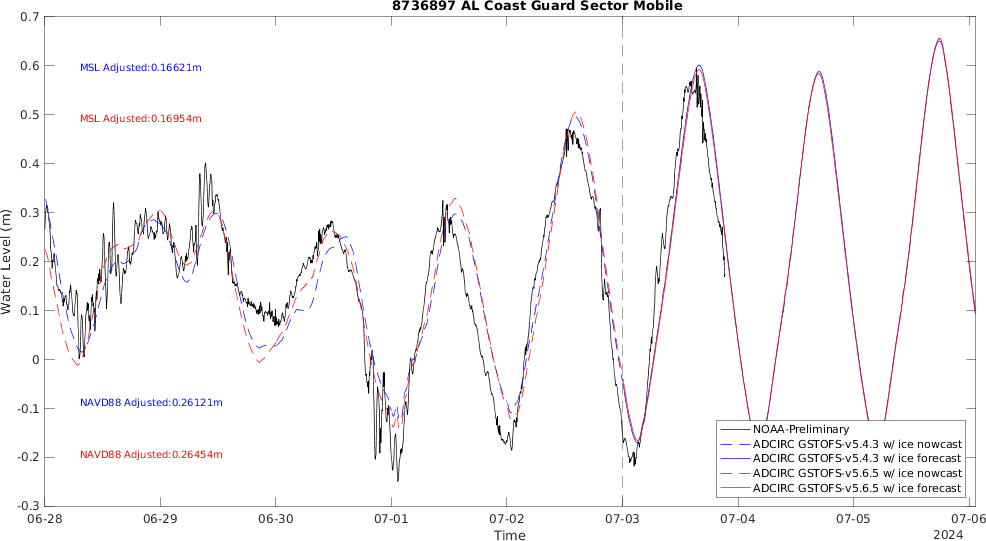 8736897 AL Coast Guard Sector Mobile
0.7
0.6
0.5
0.4
0.3
0.2
0.1
0
-0.1
-0.2
-0.3
Water Level (m)
MSL Adjusted:0.16621m
MSL Adjusted:0.16954m
NAVD88 Adjusted:0.26121m
NAVD88 Adjusted:0.26454m
NOAA-Preliminary
ADCIRC GSTOFS-v5.4.3 w/ ice nowcast
ADCIRC GSTOFS-v5.4.3 w/ ice forecast
ADCIRC GSTOFS-v5.6.5 w/ ice nowcast
ADCIRC GSTOFS-v5.6.5 w/ ice forecast
06-28 06-29 06-30 07-01 07-02 07-03 07-04 07-05 07-06
Time
2024